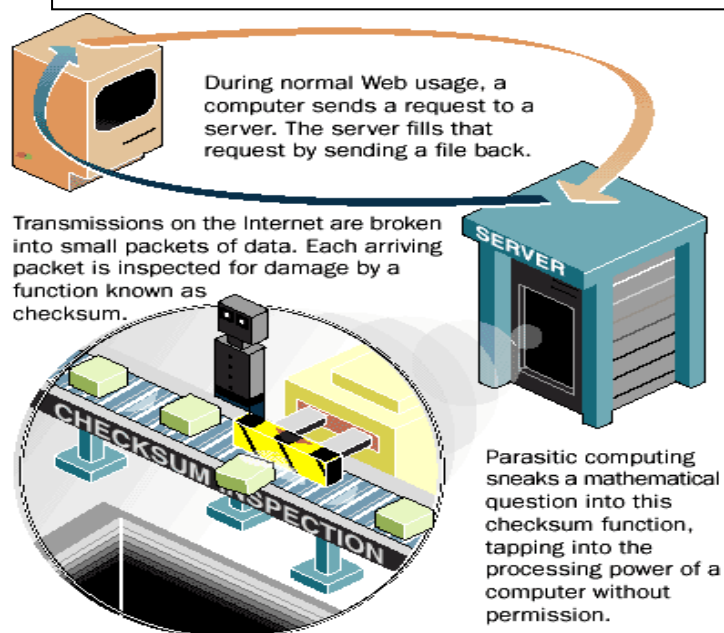 During normal Web usage, a
computer sends a request to a
server. The server fills that
request by sending a file back.
Transmissions on the Internet are broken
into small packets of data. Each arriving
packet is inspected for damage by a
function known as
checksum.
SERVER
CHECKSUM INSPECTION
Parasitic computing
sneaks a mathematical
question into this
checksum function,
tapping into the
processing power of a
computer without
permission.